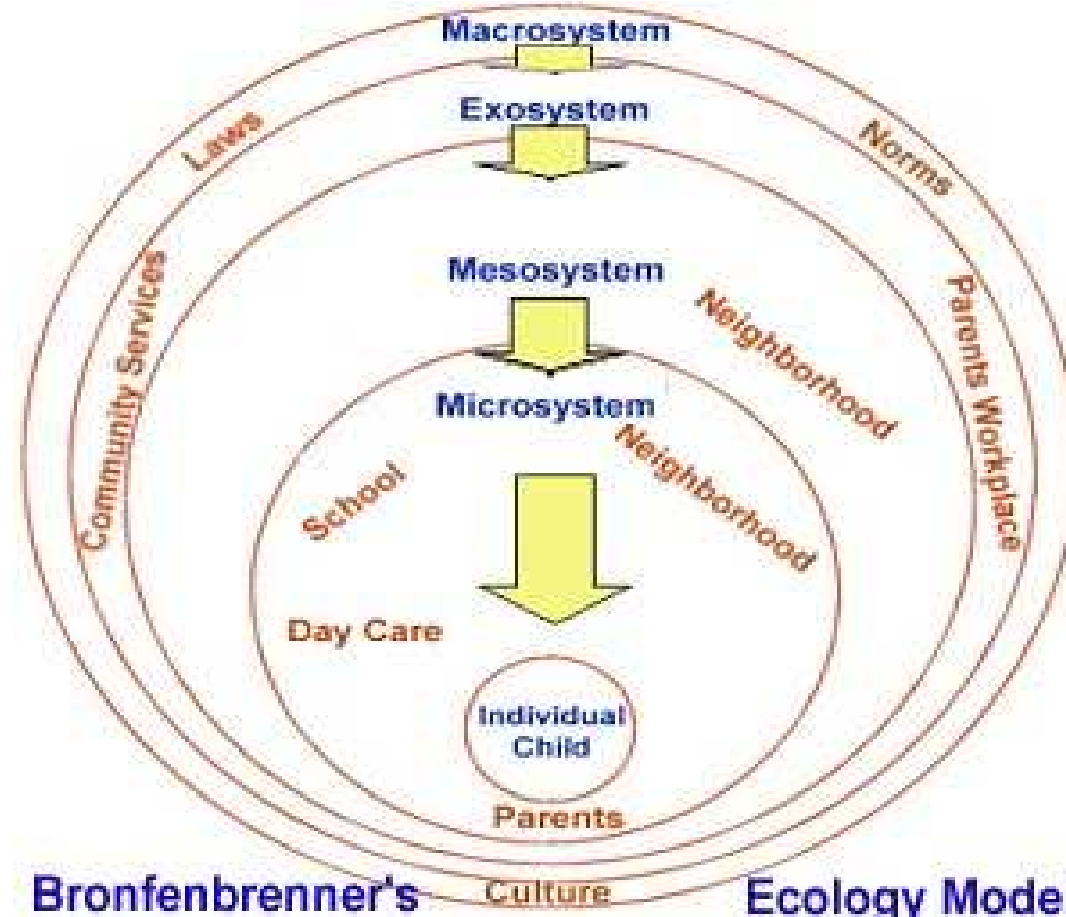 Macrosystem
Laws
Exosystem
Norms
Community Services
Mesosystem
Neighborhood
Parents Workplace
Microsystem
School
Neighborhood
Day Care
Individual
Child
Parents
Culture
Bronfenbrenner's
Ecology Mode